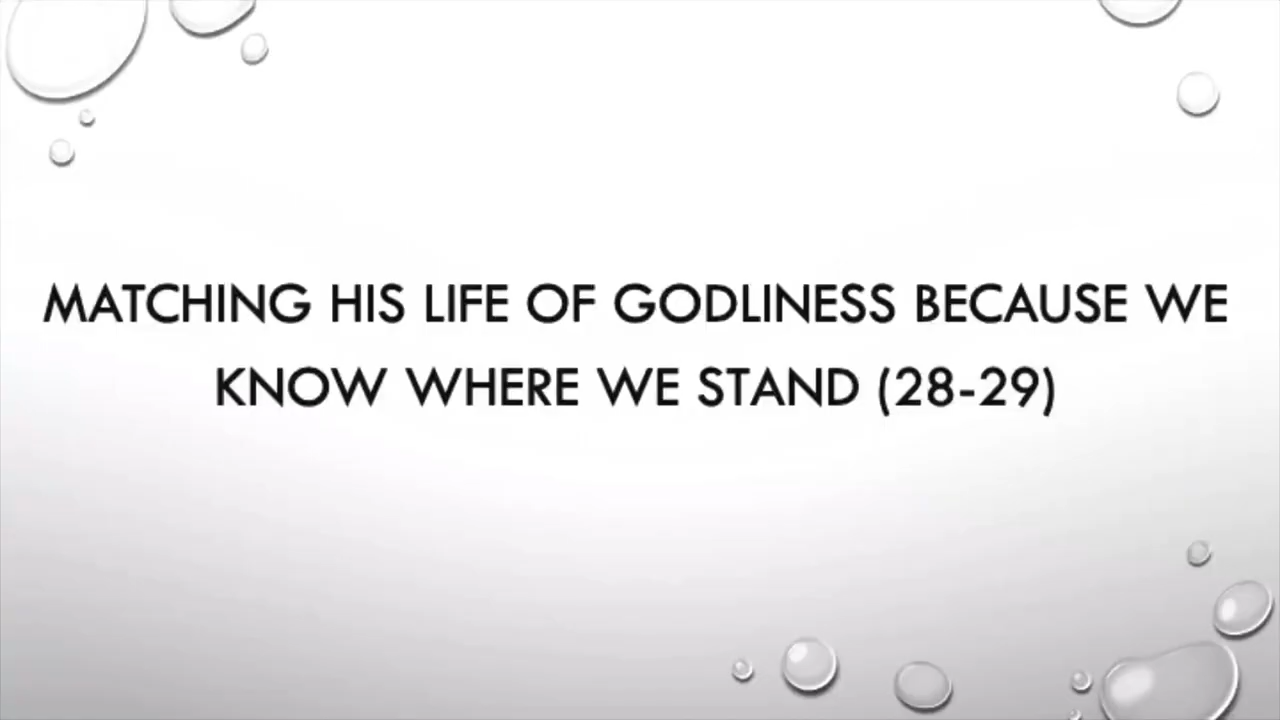 MATCHING HIS LIFE OF GODLINESS BECAUSE WE
KNOW WHERE WE STAND (28-29)